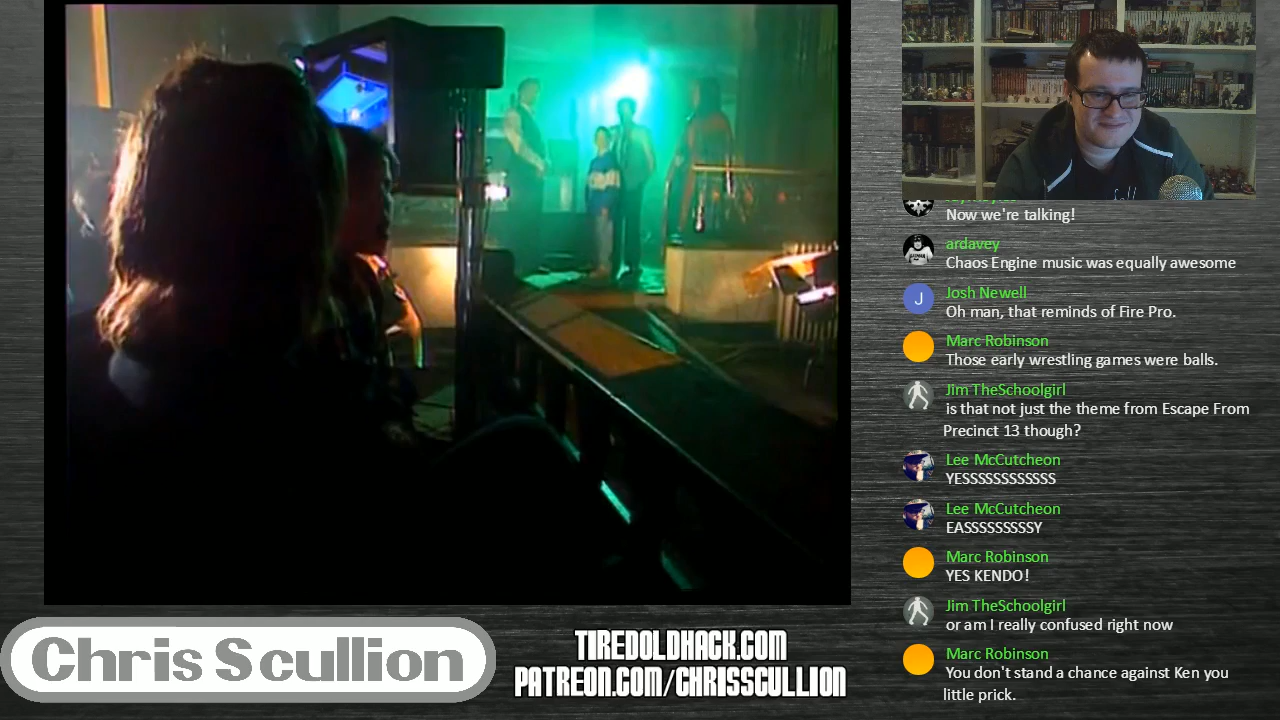 Now we're talking!
ardavey
Chaos Engine music was equally awesome
J
Josh Newell
Oh man, that reminds of Fire Pro.
Marc Robinson
Those early wrestling games were balls.
Jim TheSchoolgirl
is that not just the theme from Escape From
Precinct 13 though?
Lee McCutcheon
YESSSSSSSSSSS
Lee McCutcheon
EASSSSSSSSSY
Marc Robinson
YES KENDO!
Jim TheSchoolgirl
or am I really confused right now
Marc Robinson
You don't stand a chance against Ken you
little prick.
Chris Scullion
TIREDOLDHACK.COM
PATREON.COM/CHRISSCULLION